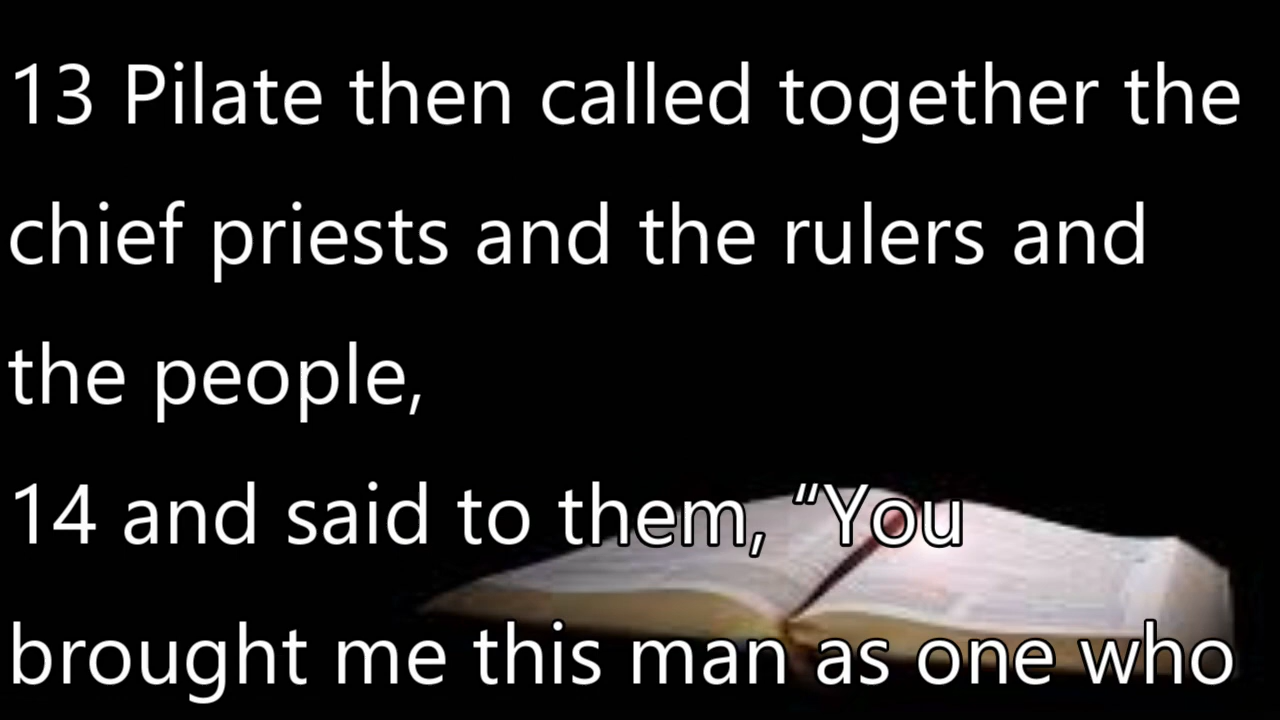 13 Pilate then called together the
chief priests and the rulers and
the people,
14 and said to them, “You
brought me this man as one who